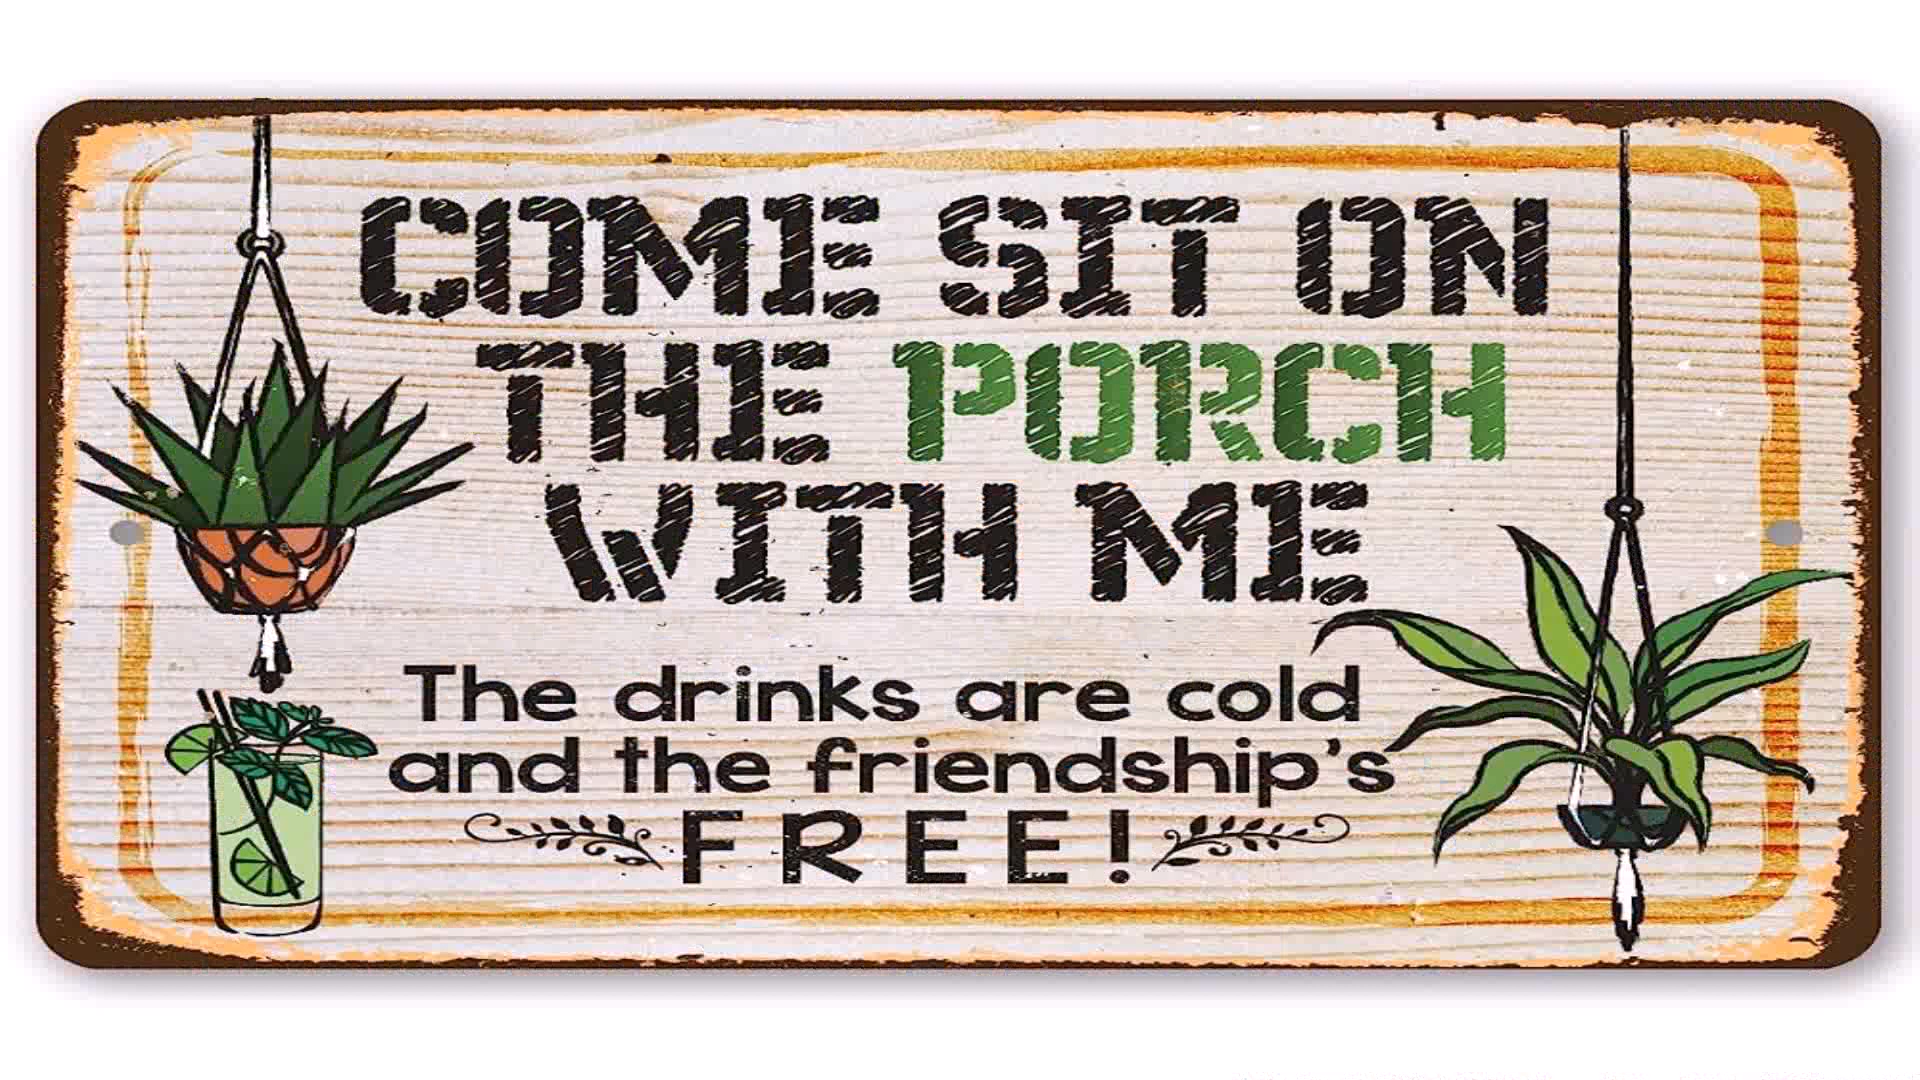 COME SIT ON
THE PORCH
WITH ME
The drinks are cold
and the friendship's
FREE!